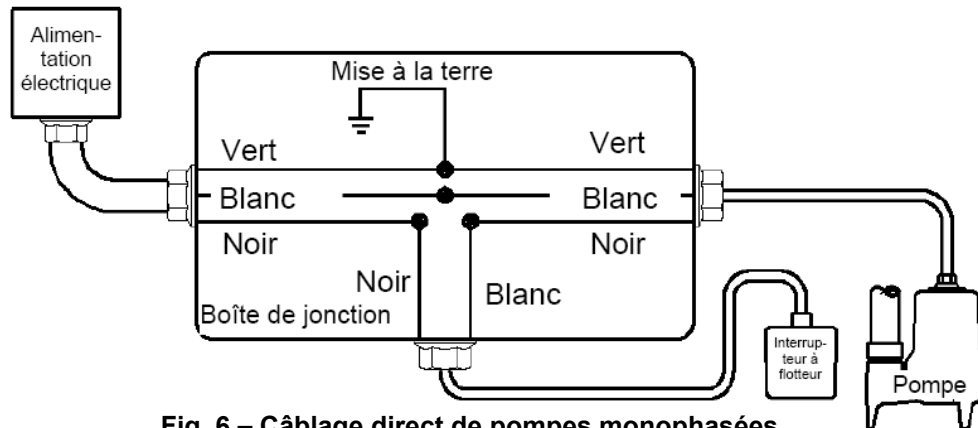 Alimen-
tation
électrique
Mise à la terre
Vert
Vert
Blanc
Blanc
Noir
Noir
Noir
Blanc
Boîte de jonction
Interrup-
teur à
flotteur
Pompe
Fig. 6 – Câblage direct de pompes monophasées